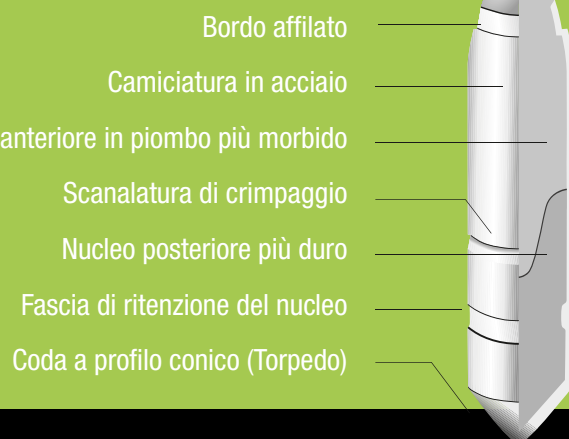 Bordo affilato
Camiciatura in acciaio
anteriore in piombo più morbido
Scanalatura di crimpaggio
Nucleo posteriore più duro
Fascia di ritenzione del nucleo
Coda a profilo conico (Torpedo)